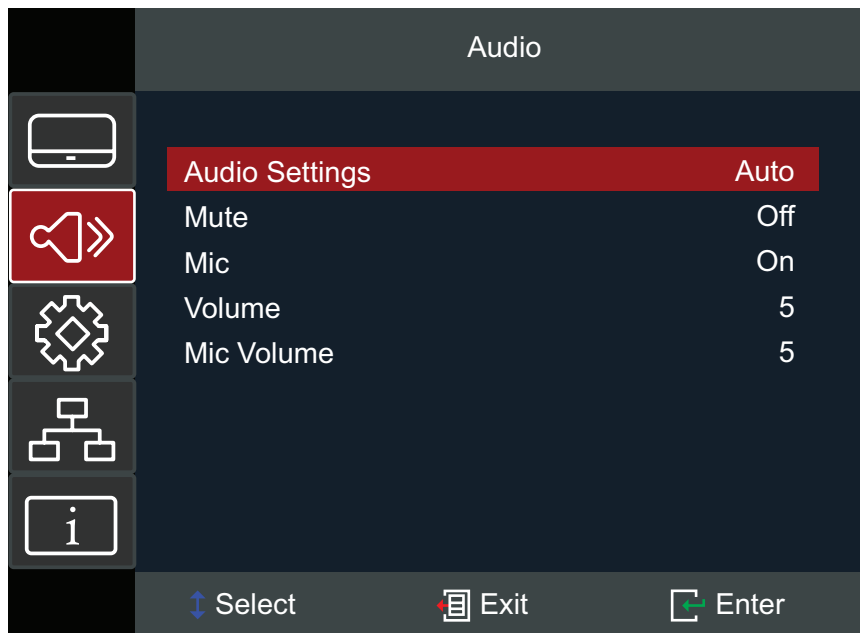 Audio
Audio Settings Auto
Mute Off
Mic On
Volume 5
Mic Volume 5
i
Select Exit Enter